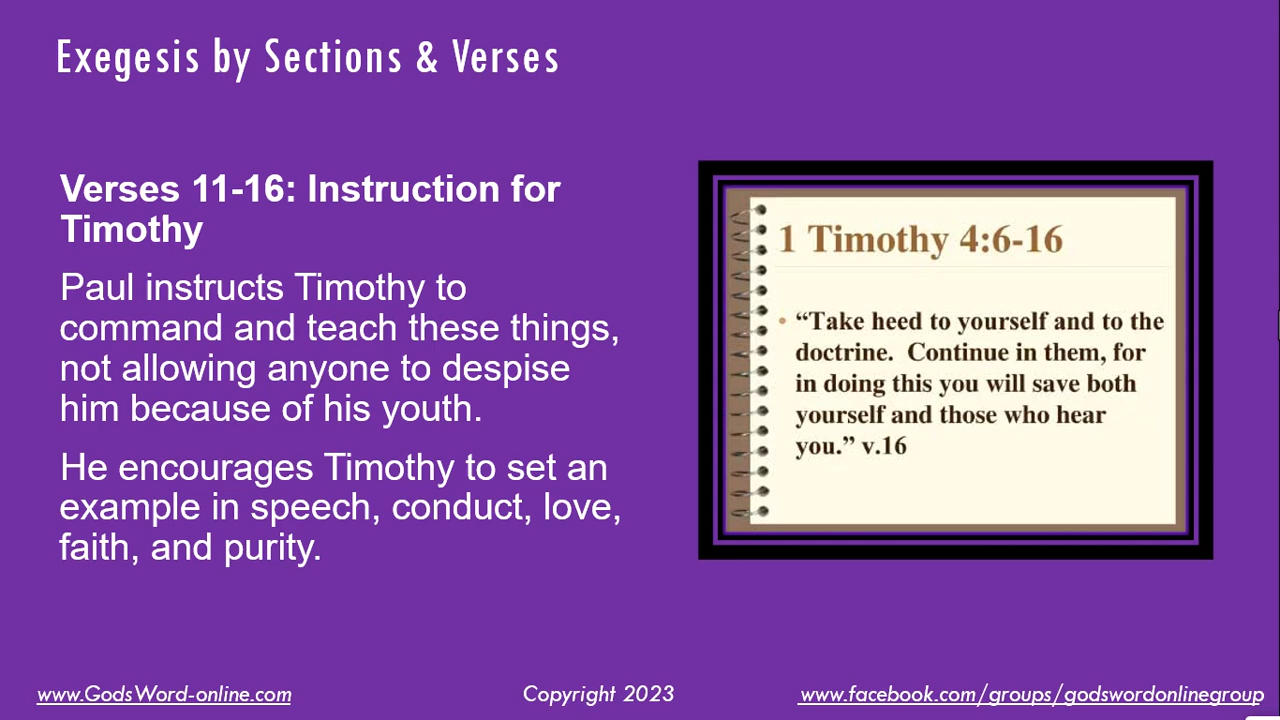 Exegesis by Sections & Verses
Verses 11-16: Instruction for
Timothy
Paul instructs Timothy to
command and teach these things,
not allowing anyone to despise
him because of his youth.
He encourages Timothy to set an
example in speech, conduct, love,
faith, and purity.
1 Timothy 4:6-16
• “Take heed to yourself and to the
doctrine.  Continue in them, for
in doing this you will save both
yourself and those who hear
you.” v.16
www.GodsWord-online.com
Copyright 2023
www.facebook.com/groups/godswordonlinegroup